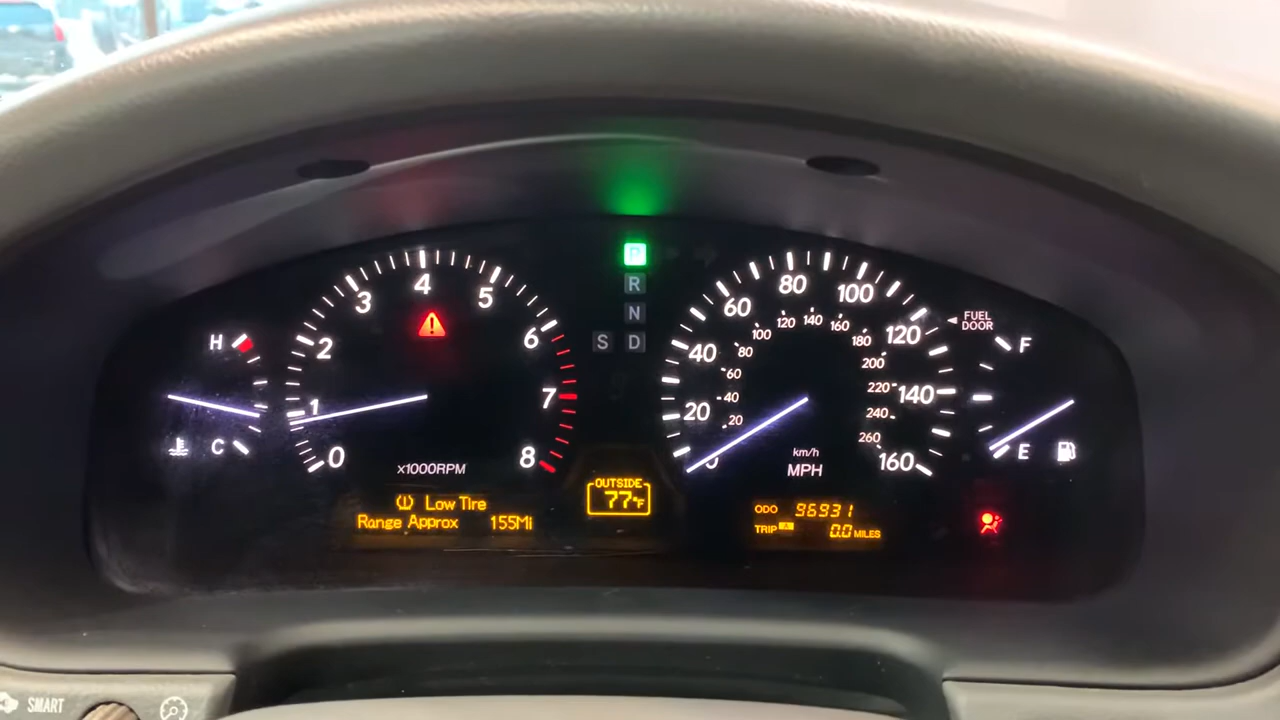 H
C
0
1
2
3
4
5
6
7
8
x1000RPM
Low Tire
Range Approx 155Mi
P
R
N
S D
OUTSIDE
77°F
20
40
60
80
100
120
140
160
20
40
60
80
100
120
140
160
180
200
220
240
260
km/h
MPH
ODO 96931
TRIP A 0.0 MILES
FUEL
DOOR
F
E
SMART